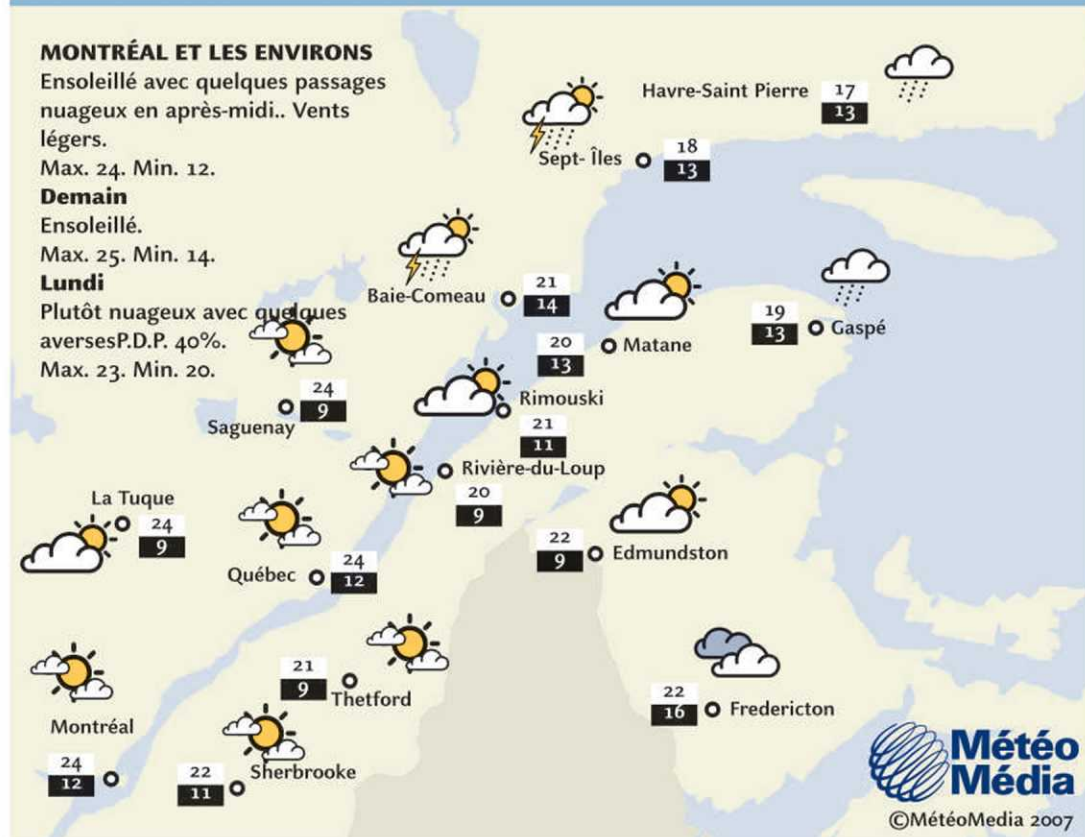 MONTRÉAL ET LES ENVIRONS
Ensoleillé avec quelques passages
nuageux en après-midi.. Vents
légers.
Max. 24. Min. 12.
Demain
Ensoleillé.
Max. 25. Min. 14.
Lundi
Plutôt nuageux avec quelques
aversesP.D.P. 40%.
Max. 23. Min. 20.
Havre-Saint Pierre
17
13
Sept- Îles
18
13
Baie-Comeau
21
14
Matane
20
13
Gaspé
19
13
Saguenay
24
9
Rimouski
21
11
Rivière-du-Loup
20
9
La Tuque
24
9
Québec
24
12
Edmundston
22
9
Thetford
21
9
Fredericton
22
16
Montréal
24
12
Sherbrooke
22
11
Météo
Média
©MétéoMedia 2007